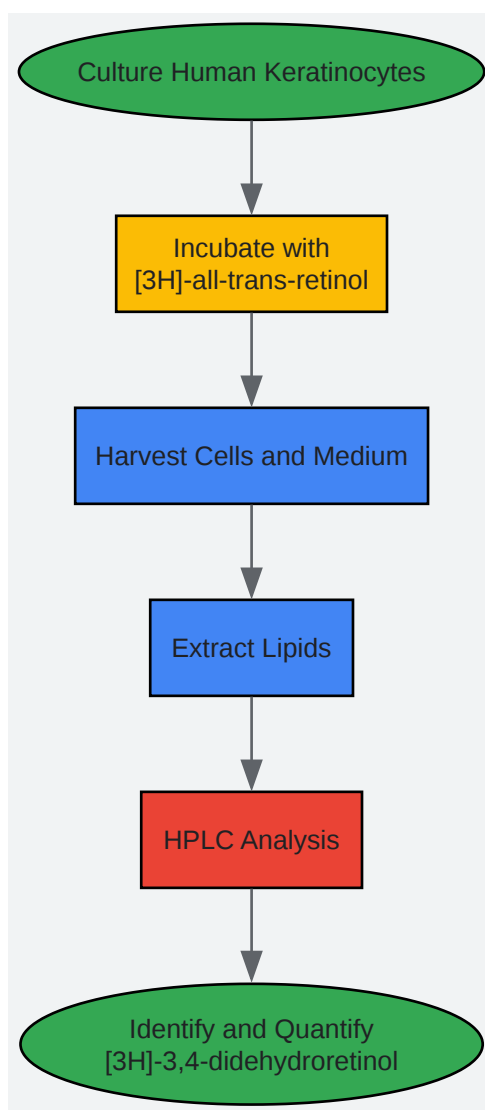 Culture Human Keratinocytes
Incubate with
[3H]-all-trans-retinol
Harvest Cells and Medium
Extract Lipids
HPLC Analysis
Identify and Quantify
[3H]-3,4-didehydroretinol